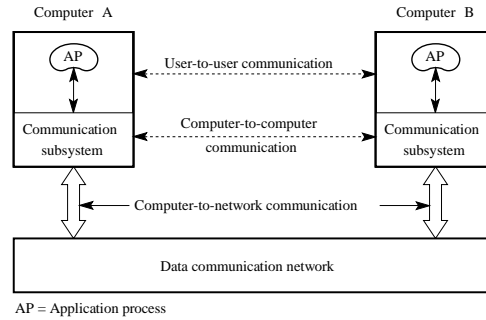 Computer A
Computer B
AP
User-to-user communication
AP
Communication
subsystem
Computer-to-computer
communication
Communication
subsystem
Computer-to-network communication
Data communication network
AP = Application process